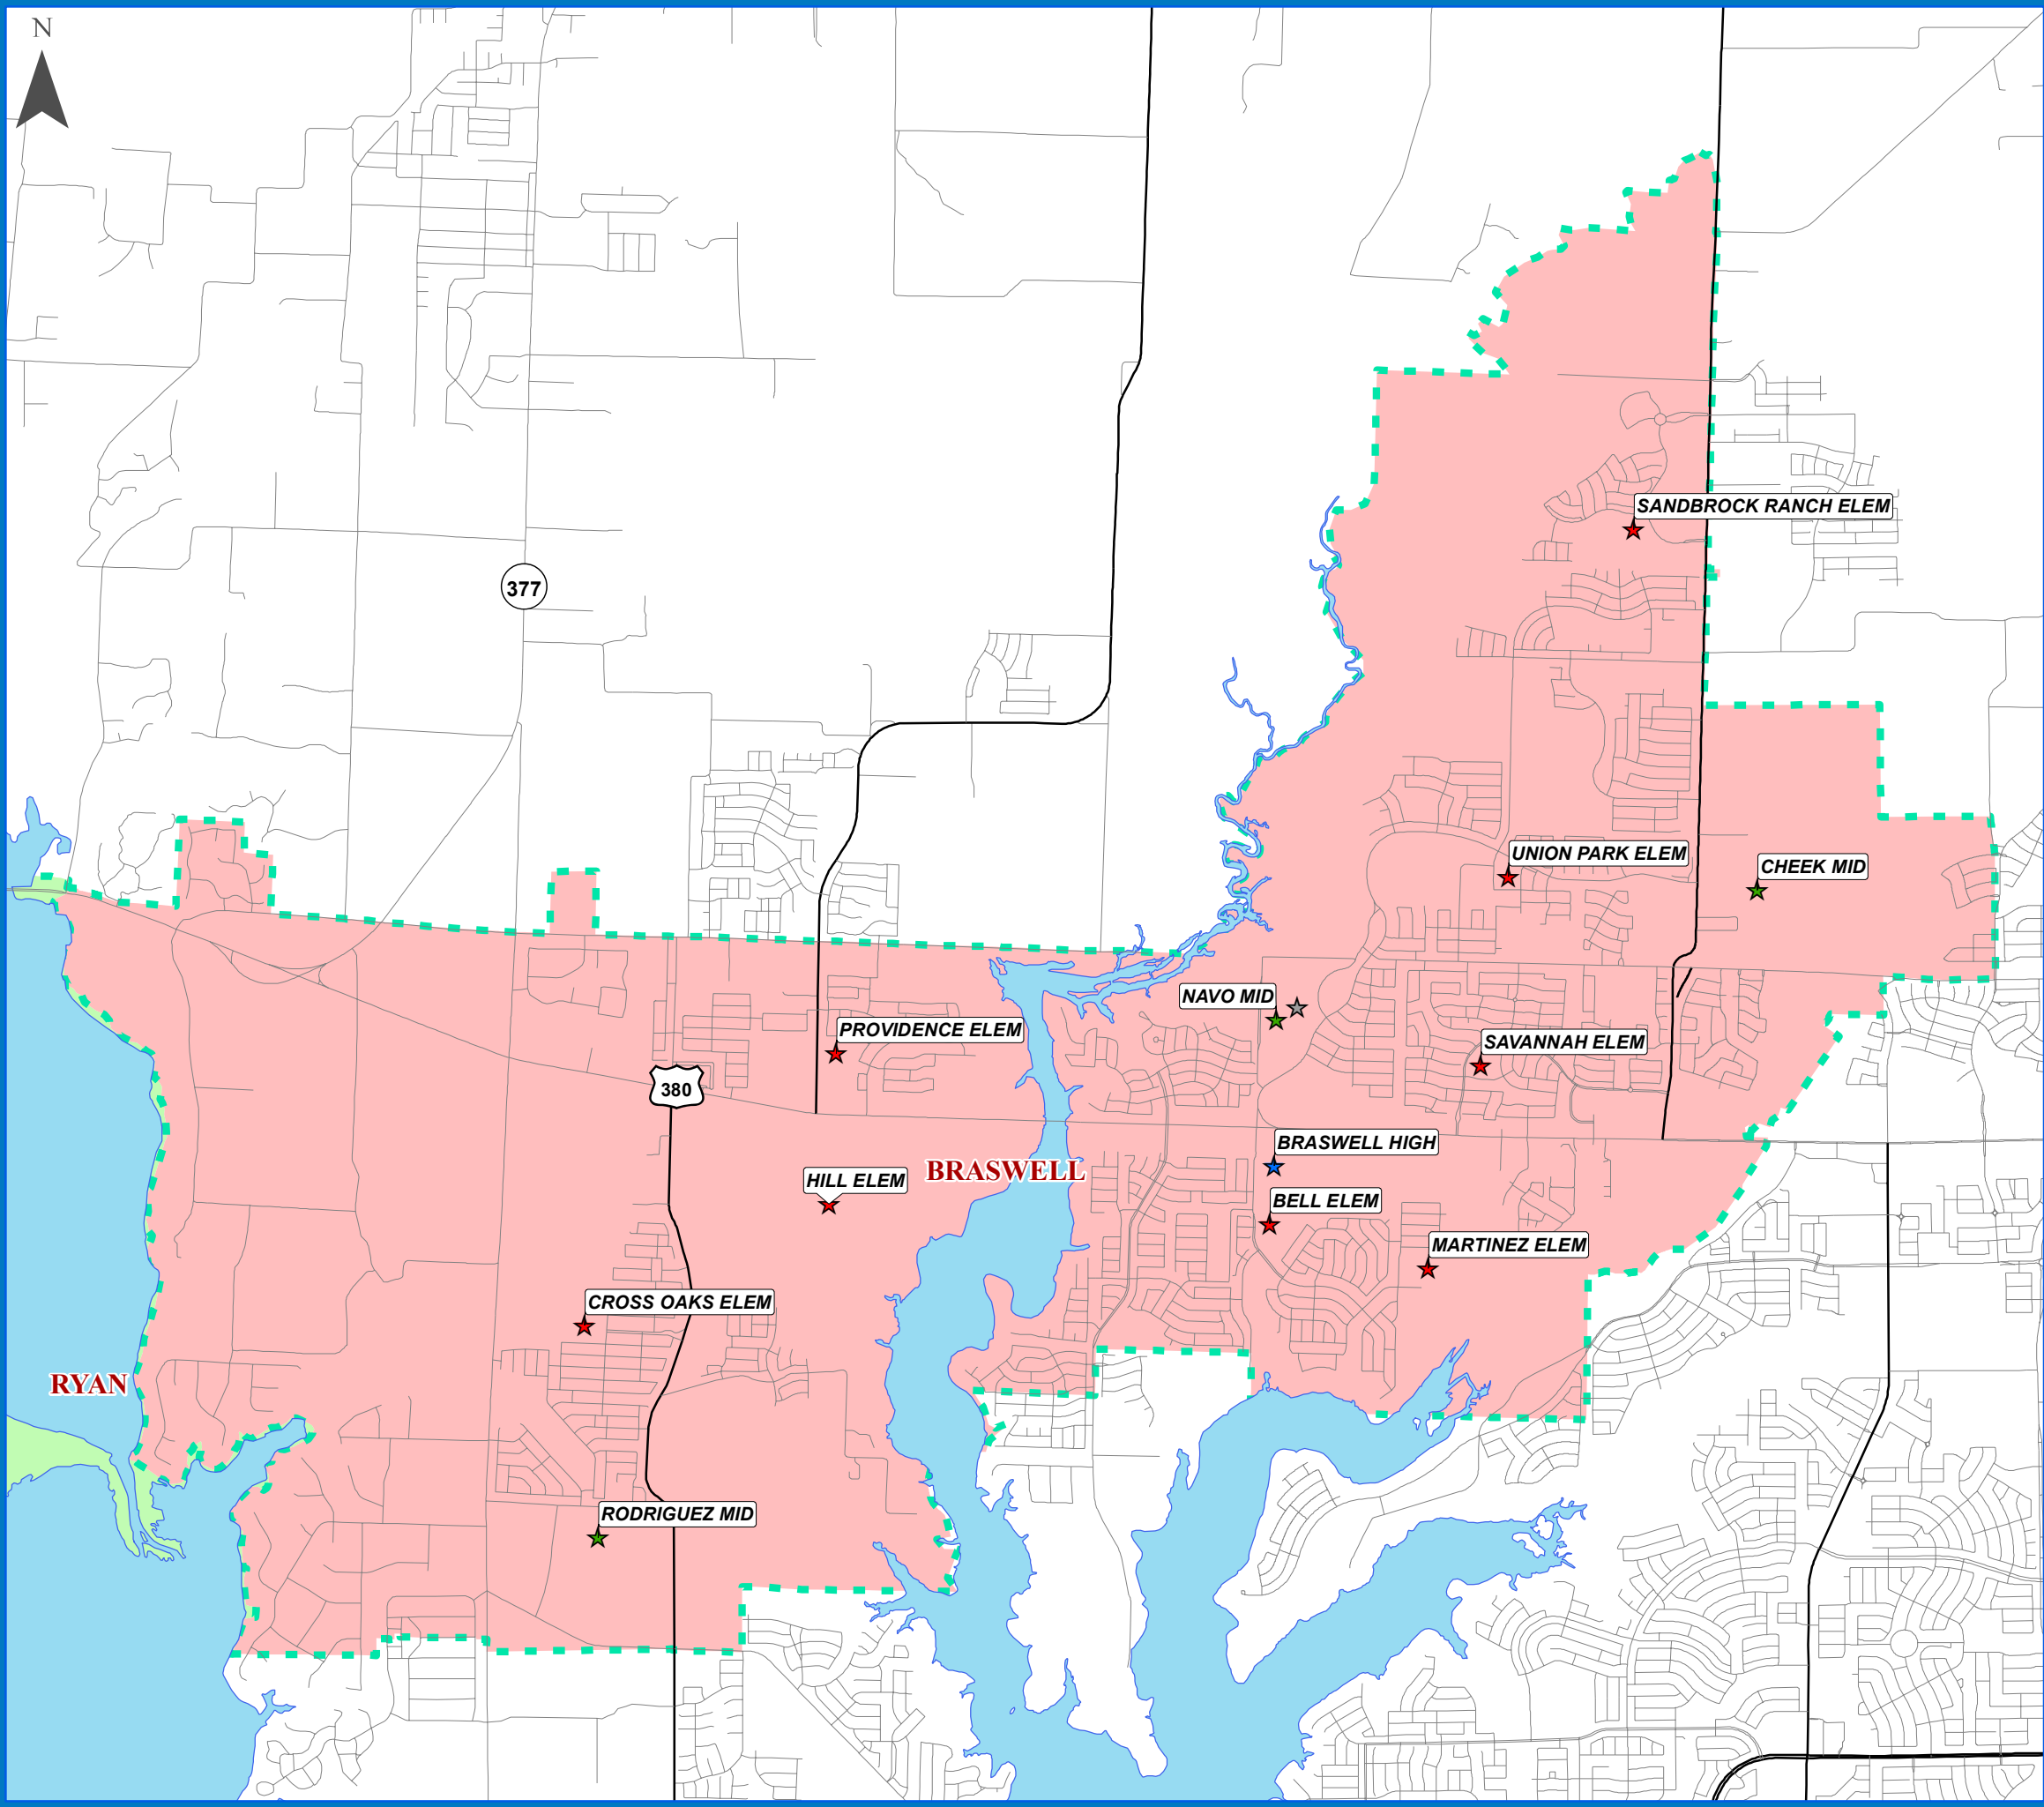 N
SANDBROCK RANCH ELEM
377
UNION PARK ELEM
CHEEK MID
NAVO MID
PROVIDENCE ELEM
SAVANNAH ELEM
380
BRASWELL HIGH
BRASWELL
HILL ELEM
BELL ELEM
MARTINEZ ELEM
CROSS OAKS ELEM
RYAN
RODRIGUEZ MID